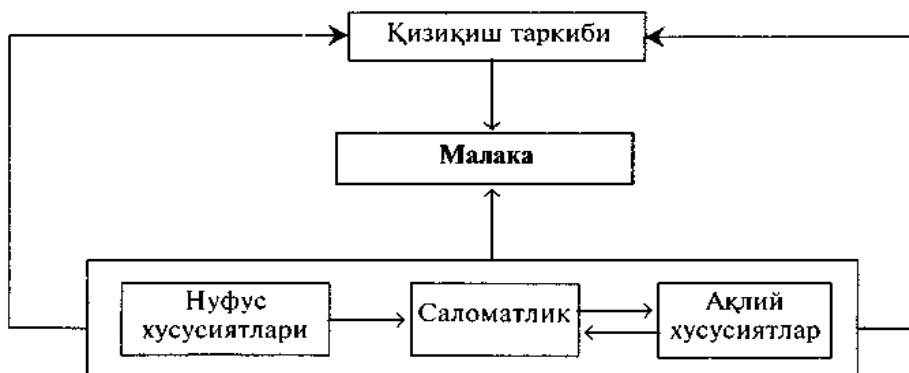 Қизиқиш таркиби
Малака
Нуфус
хусусиятлари
Саломатлик
Ақлий
хусусиятлар